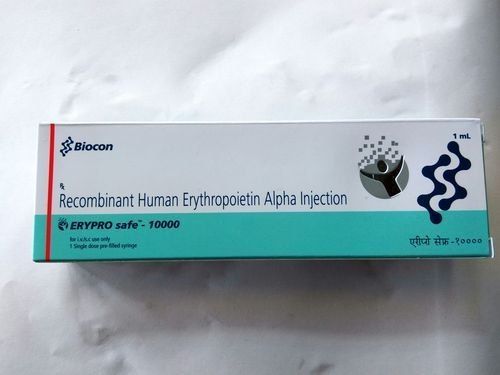 Biocon
1 mL
Rx
Recombinant Human Erythropoietin Alpha Injection
ERYPRO safe™- 10000
for i.v./s.c use only
1 Single dose pre-filled syringe
एरीप्रो सेफ़ -१००००